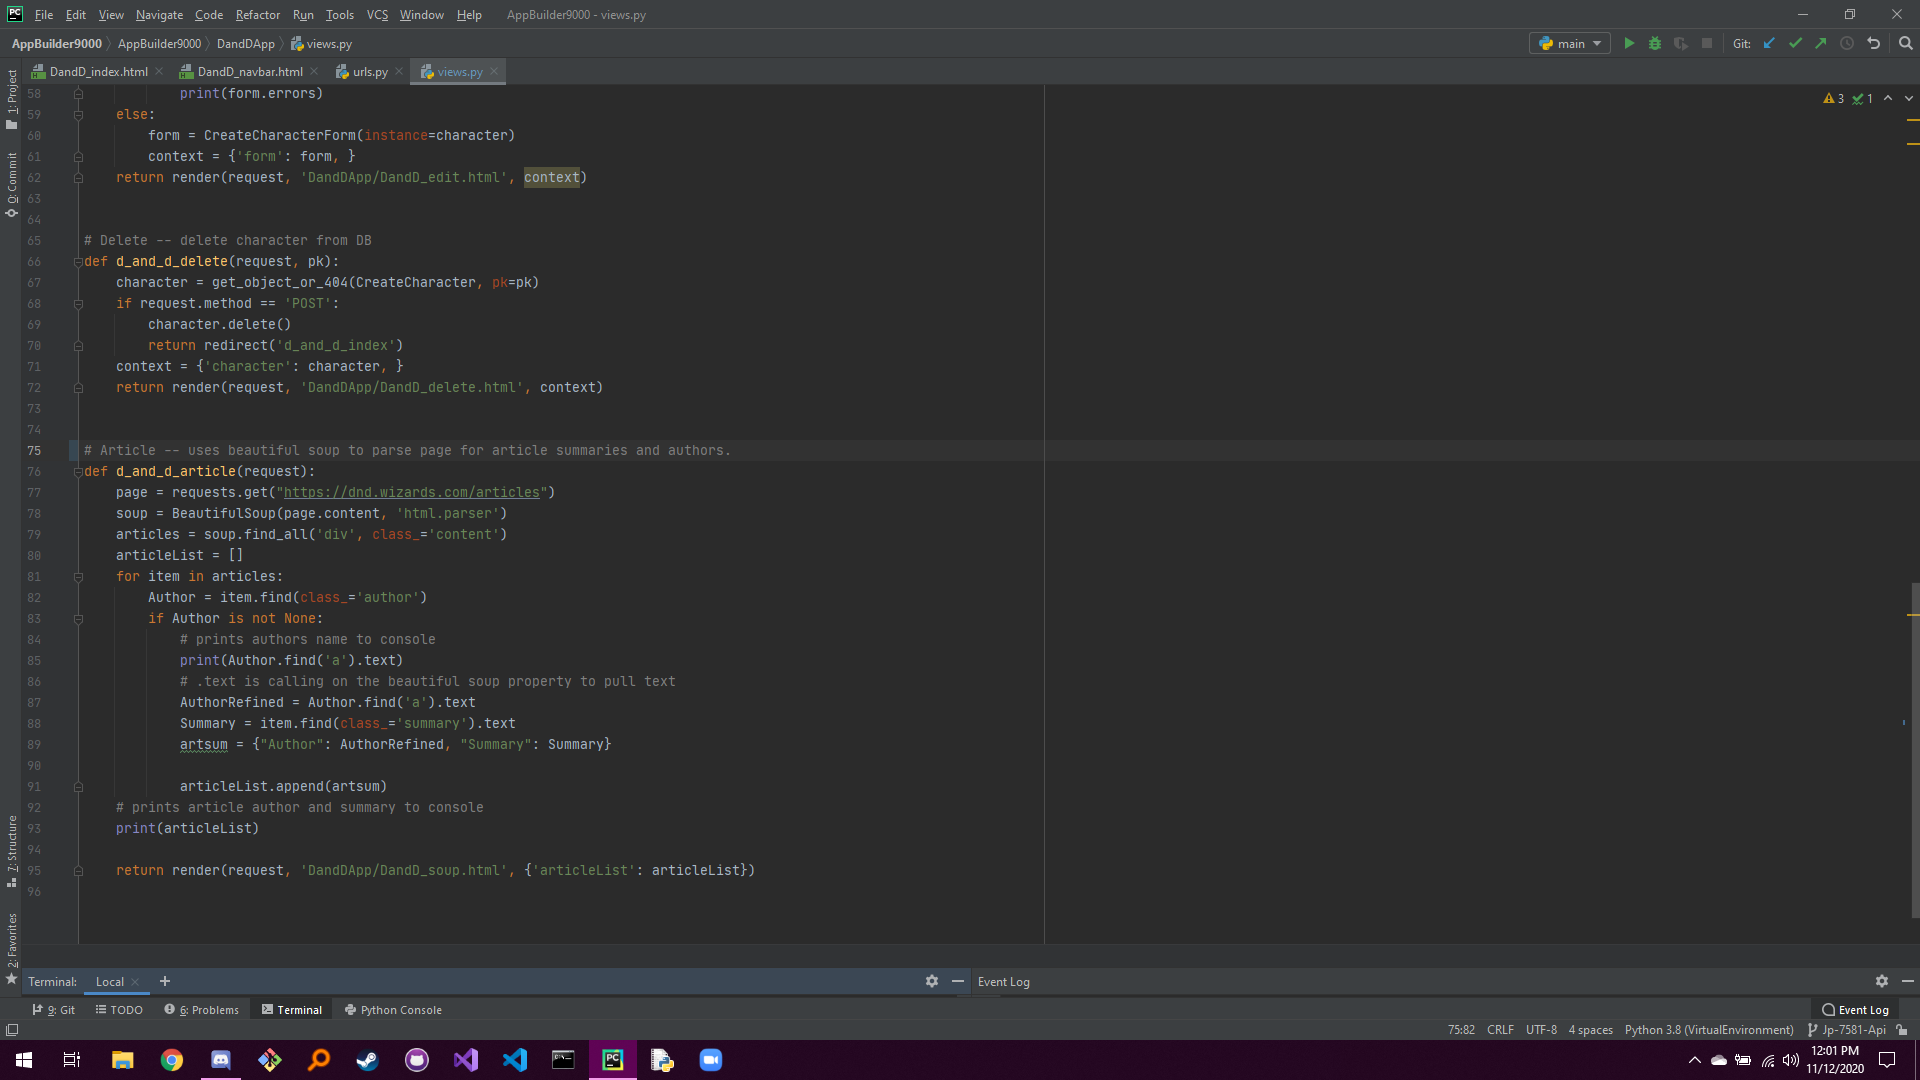 PC File Edit View Navigate Code Refactor Run Tools VCS Window Help AppBuilder9000 - views.py
AppBuilder9000 AppBuilder9000 DandDApp views.py main Git:
DandD_index.html DandD_navbar.html urls.py views.py
1: Project
0: Commit
7: Structure
2: Favorites
3 1
58 print(form.errors)
59 else:
60 form = CreateCharacterForm(instance=character)
61 context = {'form': form, }
62 return render(request, 'DandDApp/DandD_edit.html', context)
63
64
65 # Delete -- delete character from DB
66 def d_and_d_delete(request, pk):
67 character = get_object_or_404(CreateCharacter, pk=pk)
68 if request.method == 'POST':
69 character.delete()
70 return redirect('d_and_d_index')
71 context = {'character': character, }
72 return render(request, 'DandDApp/DandD_delete.html', context)
73
74
75 # Article -- uses beautiful soup to parse page for article summaries and authors.
76 def d_and_d_article(request):
77 page = requests.get("https://dnd.wizards.com/articles")
78 soup = BeautifulSoup(page.content, 'html.parser')
79 articles = soup.find_all('div', class_='content')
80 articleList = []
81 for item in articles:
82 Author = item.find(class_='author')
83 if Author is not None:
84 # prints authors name to console
85 print(Author.find('a').text)
86 # .text is calling on the beautiful soup property to pull text
87 AuthorRefined = Author.find('a').text
88 Summary = item.find(class_='summary').text
89 artsum = {"Author": AuthorRefined, "Summary": Summary}
90
91 articleList.append(artsum)
92 # prints article author and summary to console
93 print(articleList)
94
95 return render(request, 'DandDApp/DandD_soup.html', {'articleList': articleList})
96
Terminal: Local + Event Log
9: Git TODO 6: Problems Terminal Python Console Event Log
75:82 CRLF UTF-8 4 spaces Python 3.8 (VirtualEnvironment) Jp-7581-Api
PC
12:01 PM
11/12/2020